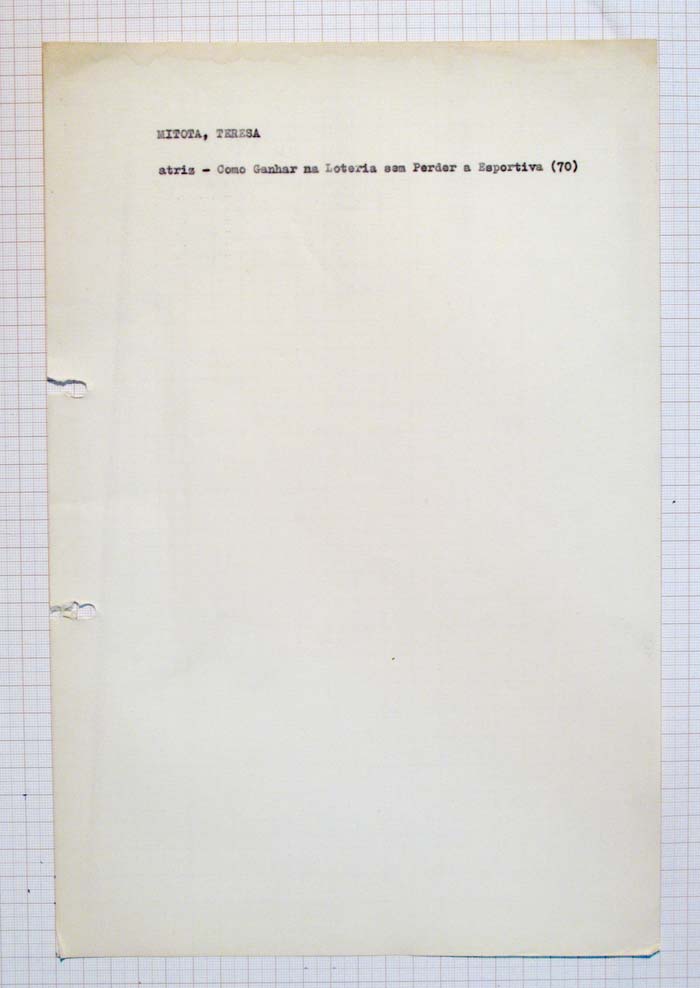 MITOTA, TERESA
atriz - Como Ganhar na Loteria sem Perder a Esportiva (70)